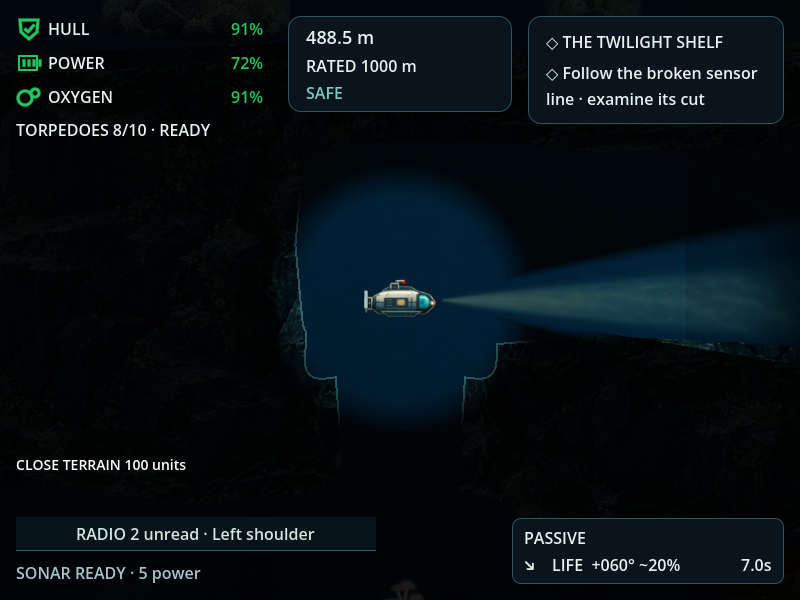 HULL 91%
POWER 72%
OXYGEN 91%
TORPEDOES 8/10 · READY
488.5 m
RATED 1000 m
SAFE
◇ THE TWILIGHT SHELF
◇ Follow the broken sensor
line · examine its cut
CLOSE TERRAIN 100 units
RADIO 2 unread · Left shoulder
SONAR READY · 5 power
PASSIVE
↘ LIFE +060° ~20% 7.0s